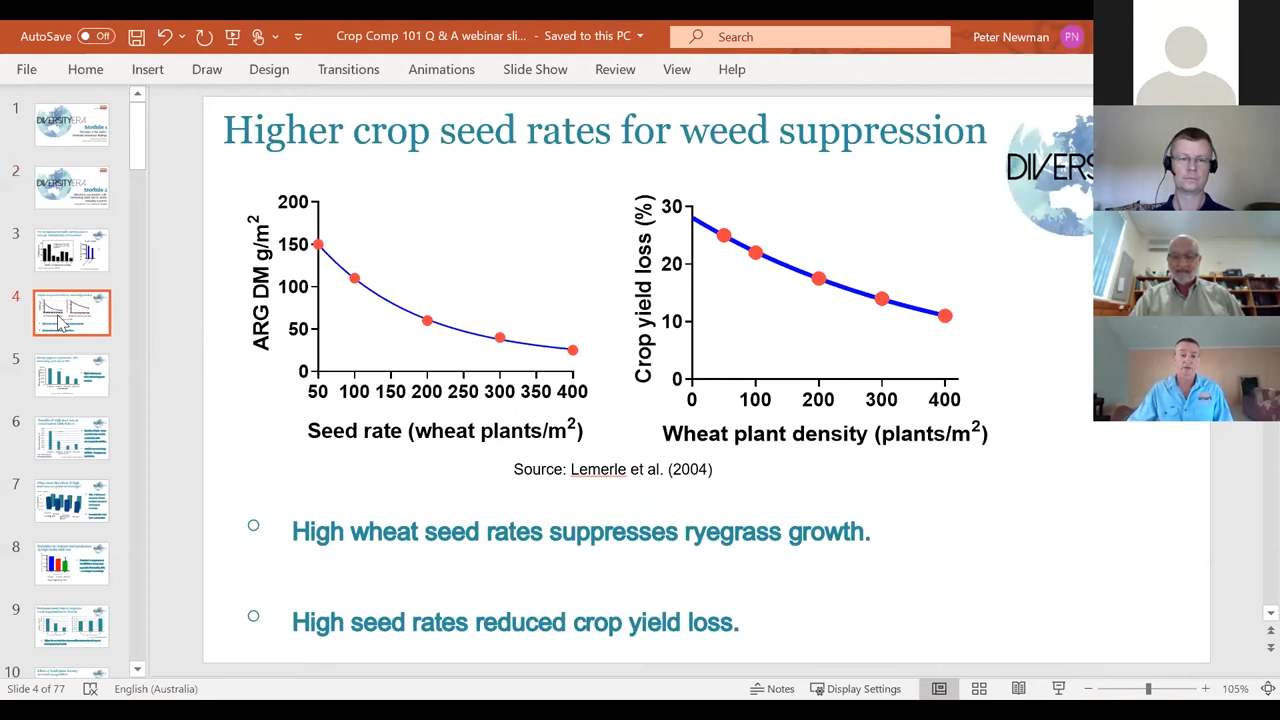 AutoSave Off Crop Comp 101 Q & A webinar sli... - Saved to this PC Search Peter Newman PN
File Home Insert Draw Design Transitions Animations Slide Show Review View Help
1
2
3
4
5
6
7
8
9
10
Higher crop seed rates for weed suppression
DIVERS
ARG DM g/m2
200
150
100
50
0
50 100 150 200 250 300 350 400
Seed rate (wheat plants/m2)
Crop yield loss (%)
30
20
10
0
0 100 200 300 400
Wheat plant density (plants/m2)
Source: Lemerle et al. (2004)
High wheat seed rates suppresses ryegrass growth.
High seed rates reduced crop yield loss.
Slide 4 of 77 English (Australia) Notes Display Settings 105%